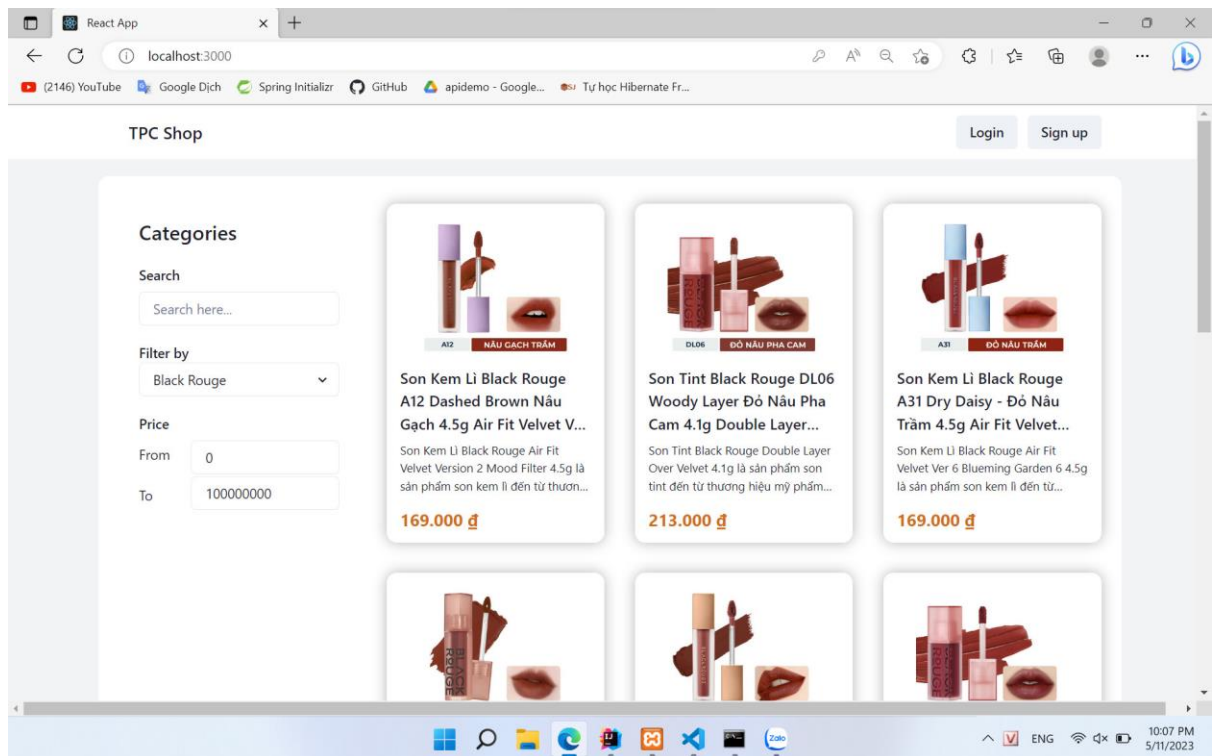 React App
localhost:3000
(2146) YouTube
Google Dịch
Spring Initializr
GitHub
apidemo - Google...
Tự học Hibernate Fr...
TPC Shop
Login
Sign up
Categories
Search
Search here...
Filter by
Black Rouge
Price
From
0
To
100000000
A12
NÂU GẠCH TRẦM
Son Kem Lì Black Rouge
A12 Dashed Brown Nâu
Gạch 4.5g Air Fit Velvet V...
Son Kem Lì Black Rouge Air Fit
Velvet Version 2 Mood Filter 4.5g là
sản phẩm son kem lì đến từ thươn...
169.000 ₫
ROUGE
DL06
ĐỎ NÂU PHA CAM
Son Tint Black Rouge DL06
Woody Layer Đỏ Nâu Pha
Cam 4.1g Double Layer...
Son Tint Black Rouge Double Layer
Over Velvet 4.1g là sản phẩm son
tint đến từ thương hiệu mỹ phẩm...
213.000 ₫
A31
ĐỎ NÂU TRẦM
Son Kem Lì Black Rouge
A31 Dry Daisy - Đỏ Nâu
Trầm 4.5g Air Fit Velvet...
Son Kem Lì Black Rouge Air Fit
Velvet Ver 6 Blueming Garden 6 4.5g
là sản phẩm son kem lì đến từ...
169.000 ₫
BLACK
ROUGE
ROUGE
Zalo
V
ENG
10:07 PM
5/11/2023